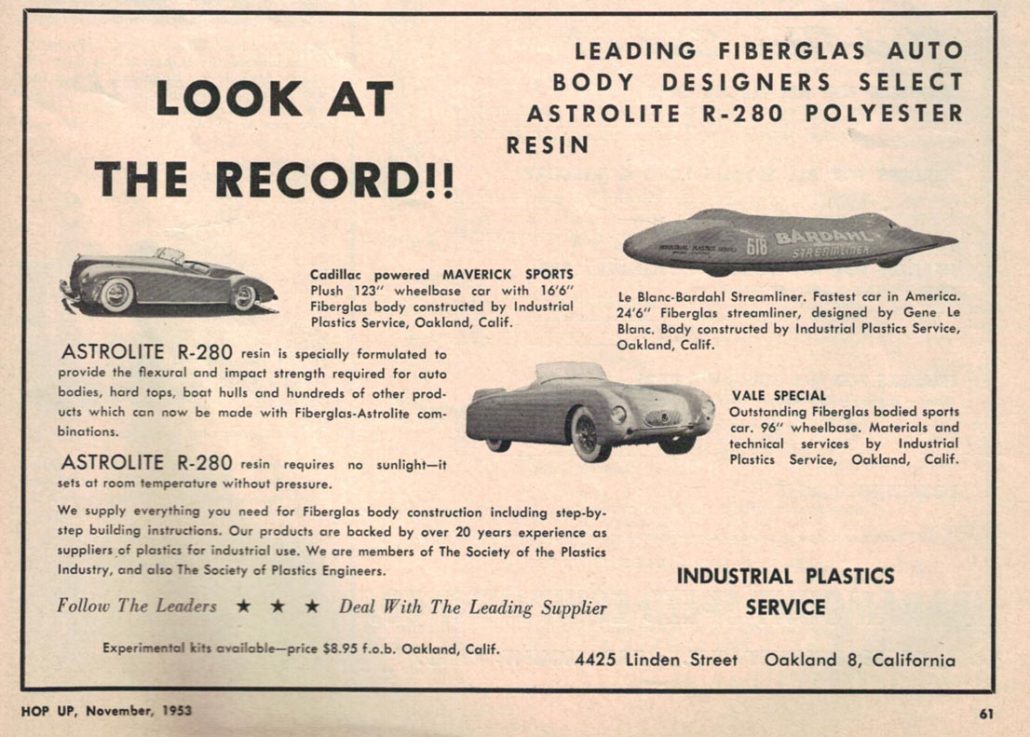 LOOK AT
THE RECORD!!
LEADING FIBERGLAS AUTO
BODY DESIGNERS SELECT
ASTROLITE R-280 POLYESTER
RESIN
Cadillac powered MAVERICK SPORTS
Plush 123" wheelbase car with 16'6"
Fiberglas body constructed by Industrial
Plastics Service, Oakland, Calif.
INDUSTRIAL PLASTICS SERVICE
618
BARDAHL
STREAMLINER
Le Blanc-Bardahl Streamliner. Fastest car in America.
24'6" Fiberglas streamliner, designed by Gene Le
Blanc. Body constructed by Industrial Plastics Service,
Oakland, Calif.
ASTROLITE R-280 resin is specially formulated to
provide the flexural and impact strength required for auto
bodies, hard tops, boat hulls and hundreds of other prod-
ucts which can now be made with Fiberglas-Astrolite com-
binations.
VALE SPECIAL
Outstanding Fiberglas bodied sports
car. 96" wheelbase. Materials and
technical services by Industrial
Plastics Service, Oakland, Calif.
ASTROLITE R-280 resin requires no sunlight—it
sets at room temperature without pressure.
We supply everything you need for Fiberglas body construction including step-by-
step building instructions. Our products are backed by over 20 years experience as
suppliers of plastics for industrial use. We are members of The Society of the Plastics
Industry, and also The Society of Plastics Engineers.
Follow The Leaders ★ ★ ★ Deal With The Leading Supplier
Experimental kits available—price $8.95 f.o.b. Oakland, Calif.
INDUSTRIAL PLASTICS
SERVICE
4425 Linden Street Oakland 8, California
HOP UP, November, 1953
61